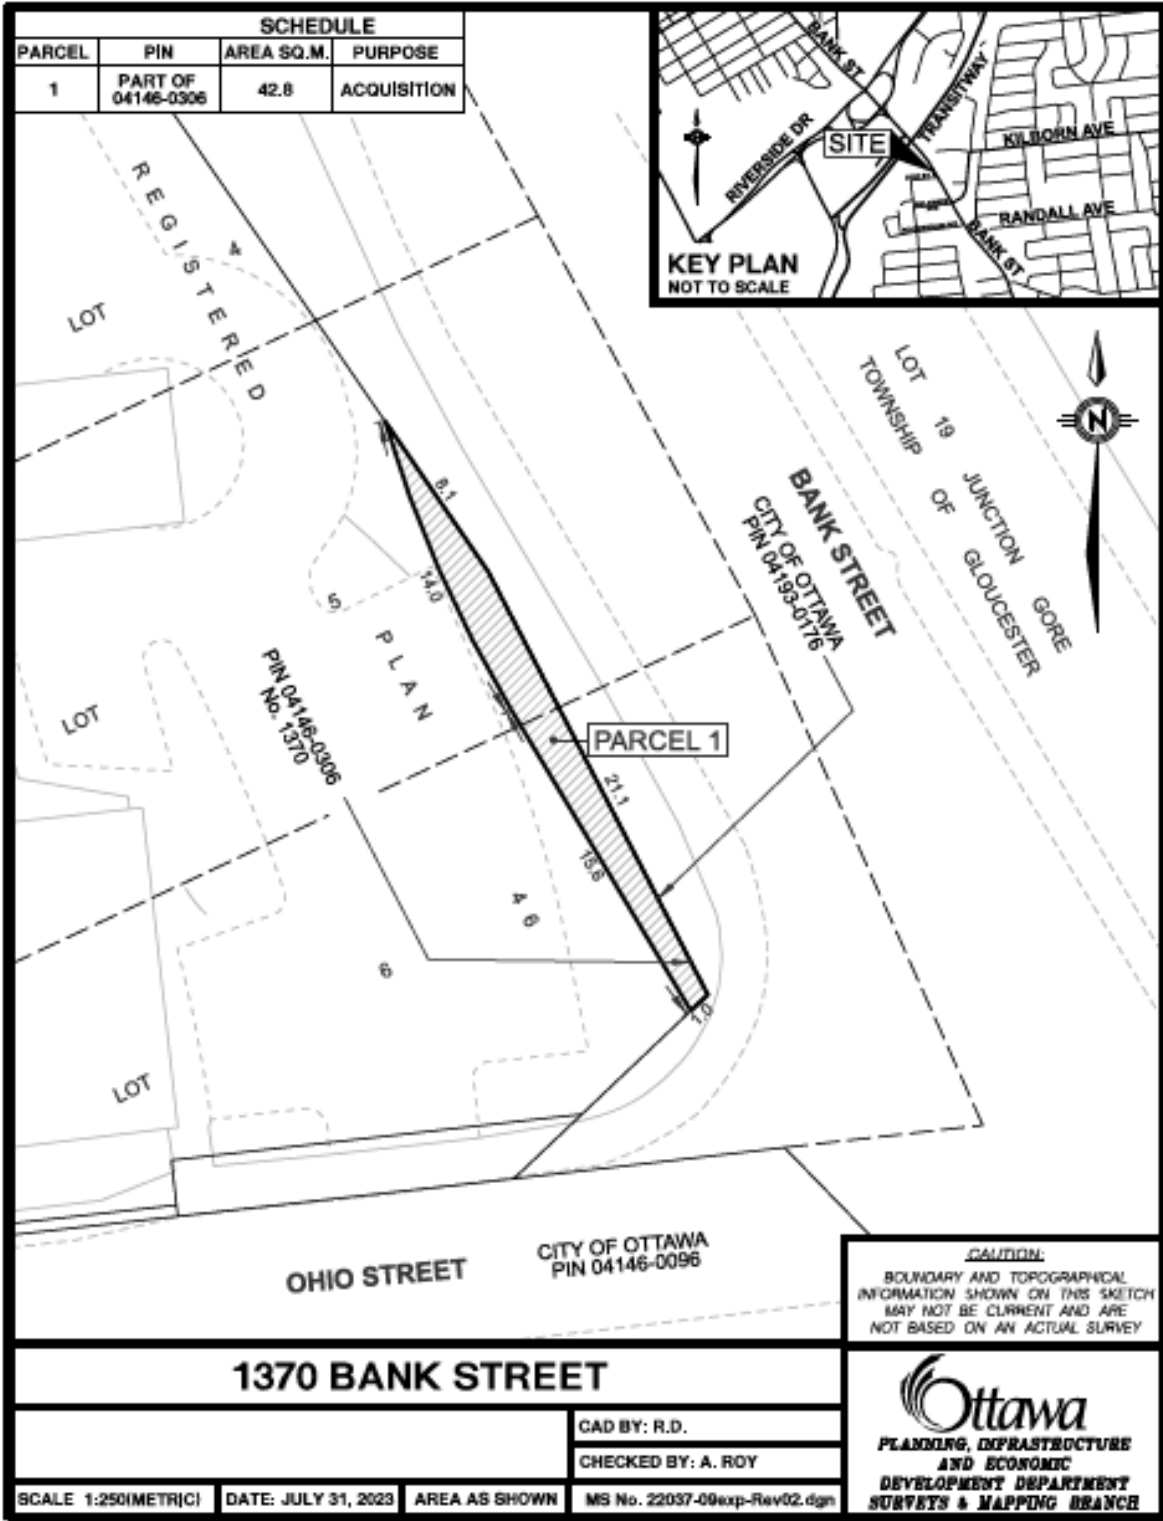 SCHEDULE
PARCEL PIN AREA SQ.M. PURPOSE
1 PART OF 04146-0306 42.8 ACQUISITION
BANK ST
TRANSITWAY
RIVERSIDE DR
SITE
KILBORN AVE
RANDALL AVE
BANK ST
KEY PLAN
NOT TO SCALE
REGISTERED
4
LOT
LOT 19 JUNCTION GORE
TOWNSHIP OF GLOUCESTER
N
8.1
BANK STREET
CITY OF OTTAWA
PIN 04193-0176
14.0
5
PLAN
LOT
PIN 04146-0306
No. 1370
PARCEL 1
21.1
15.6
46
6
1.0
LOT
OHIO STREET
CITY OF OTTAWA
PIN 04146-0096
CAUTION:
BOUNDARY AND TOPOGRAPHICAL
INFORMATION SHOWN ON THIS SKETCH
MAY NOT BE CURRENT AND ARE
NOT BASED ON AN ACTUAL SURVEY
1370 BANK STREET
CAD BY: R.D.
CHECKED BY: A. ROY
SCALE 1:250(METRIC) DATE: JULY 31, 2023 AREA AS SHOWN MS No. 22037-09exp-Rev02.dgn
Ottawa
PLANNING, INFRASTRUCTURE
AND ECONOMIC
DEVELOPMENT DEPARTMENT
SURVEYS & MAPPING BRANCH